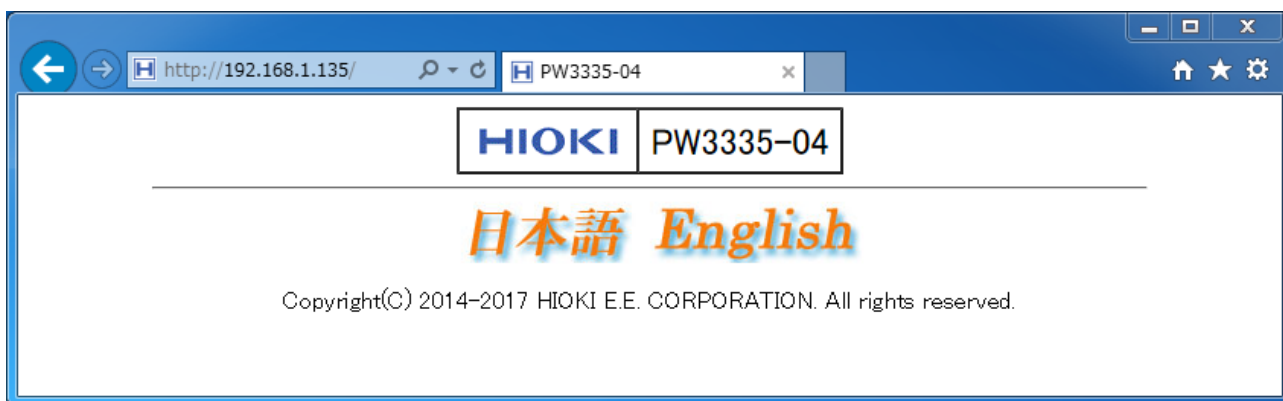 http://192.168.1.135/ PW3335-04
HIOKI PW3335-04
日本語 English
Copyright(C) 2014-2017 HIOKI E.E. CORPORATION. All rights reserved.